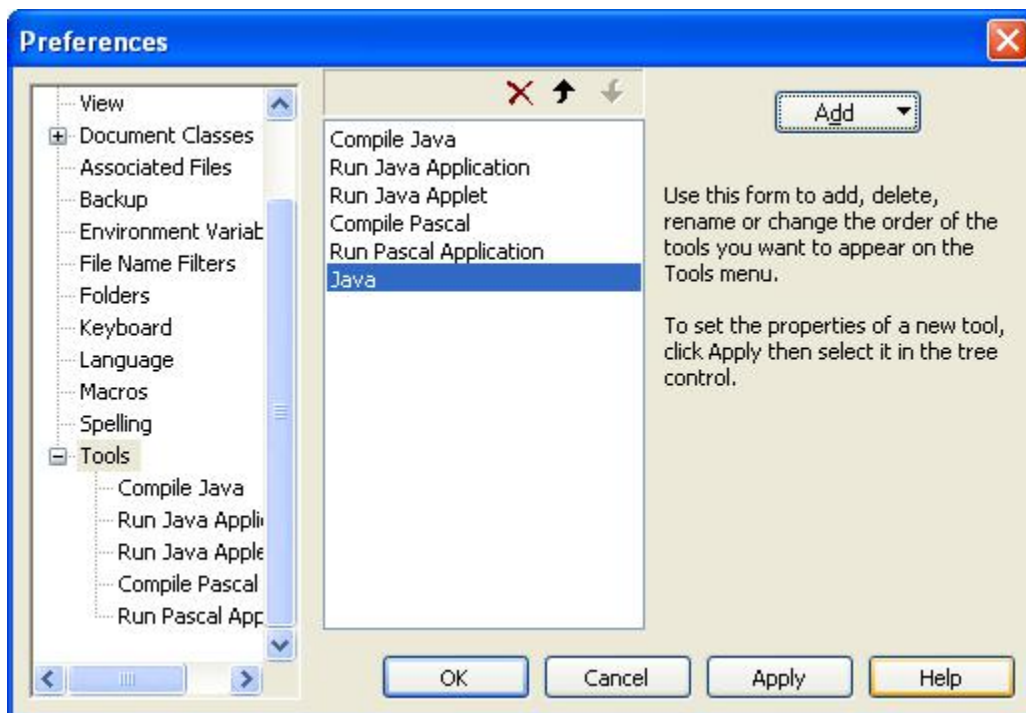 Preferences
View
Document Classes
Associated Files
Backup
Environment Variab
File Name Filters
Folders
Keyboard
Language
Macros
Spelling
Tools
Compile Java
Run Java Appli
Run Java Apple
Compile Pascal
Run Pascal App
Compile Java
Run Java Application
Run Java Applet
Compile Pascal
Run Pascal Application
Java
Add
Use this form to add, delete,
rename or change the order of the
tools you want to appear on the
Tools menu.
To set the properties of a new tool,
click Apply then select it in the tree
control.
OK
Cancel
Apply
Help